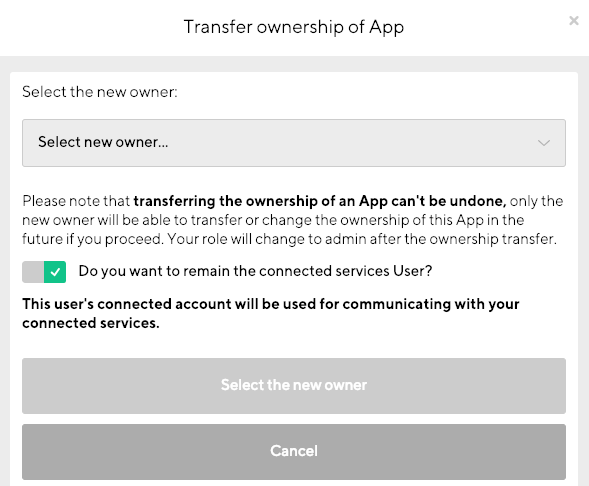 Transfer ownership of App
×
Select the new owner:
Select new owner...
Please note that transferring the ownership of an App can't be undone, only the
new owner will be able to transfer or change the ownership of this App in the
future if you proceed. Your role will change to admin after the ownership transfer.
Do you want to remain the connected services User?
This user's connected account will be used for communicating with your
connected services.
Select the new owner
Cancel